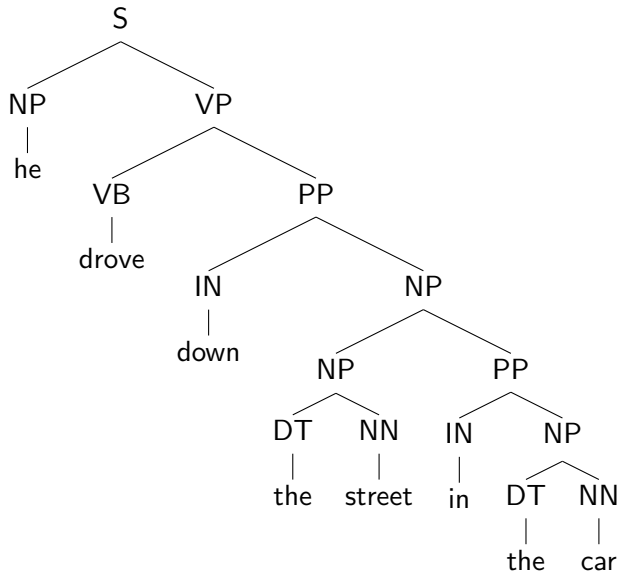 S
NP VP
he
VB PP
drove
IN NP
down
NP PP
DT NN IN NP
the street in
DT NN
the car